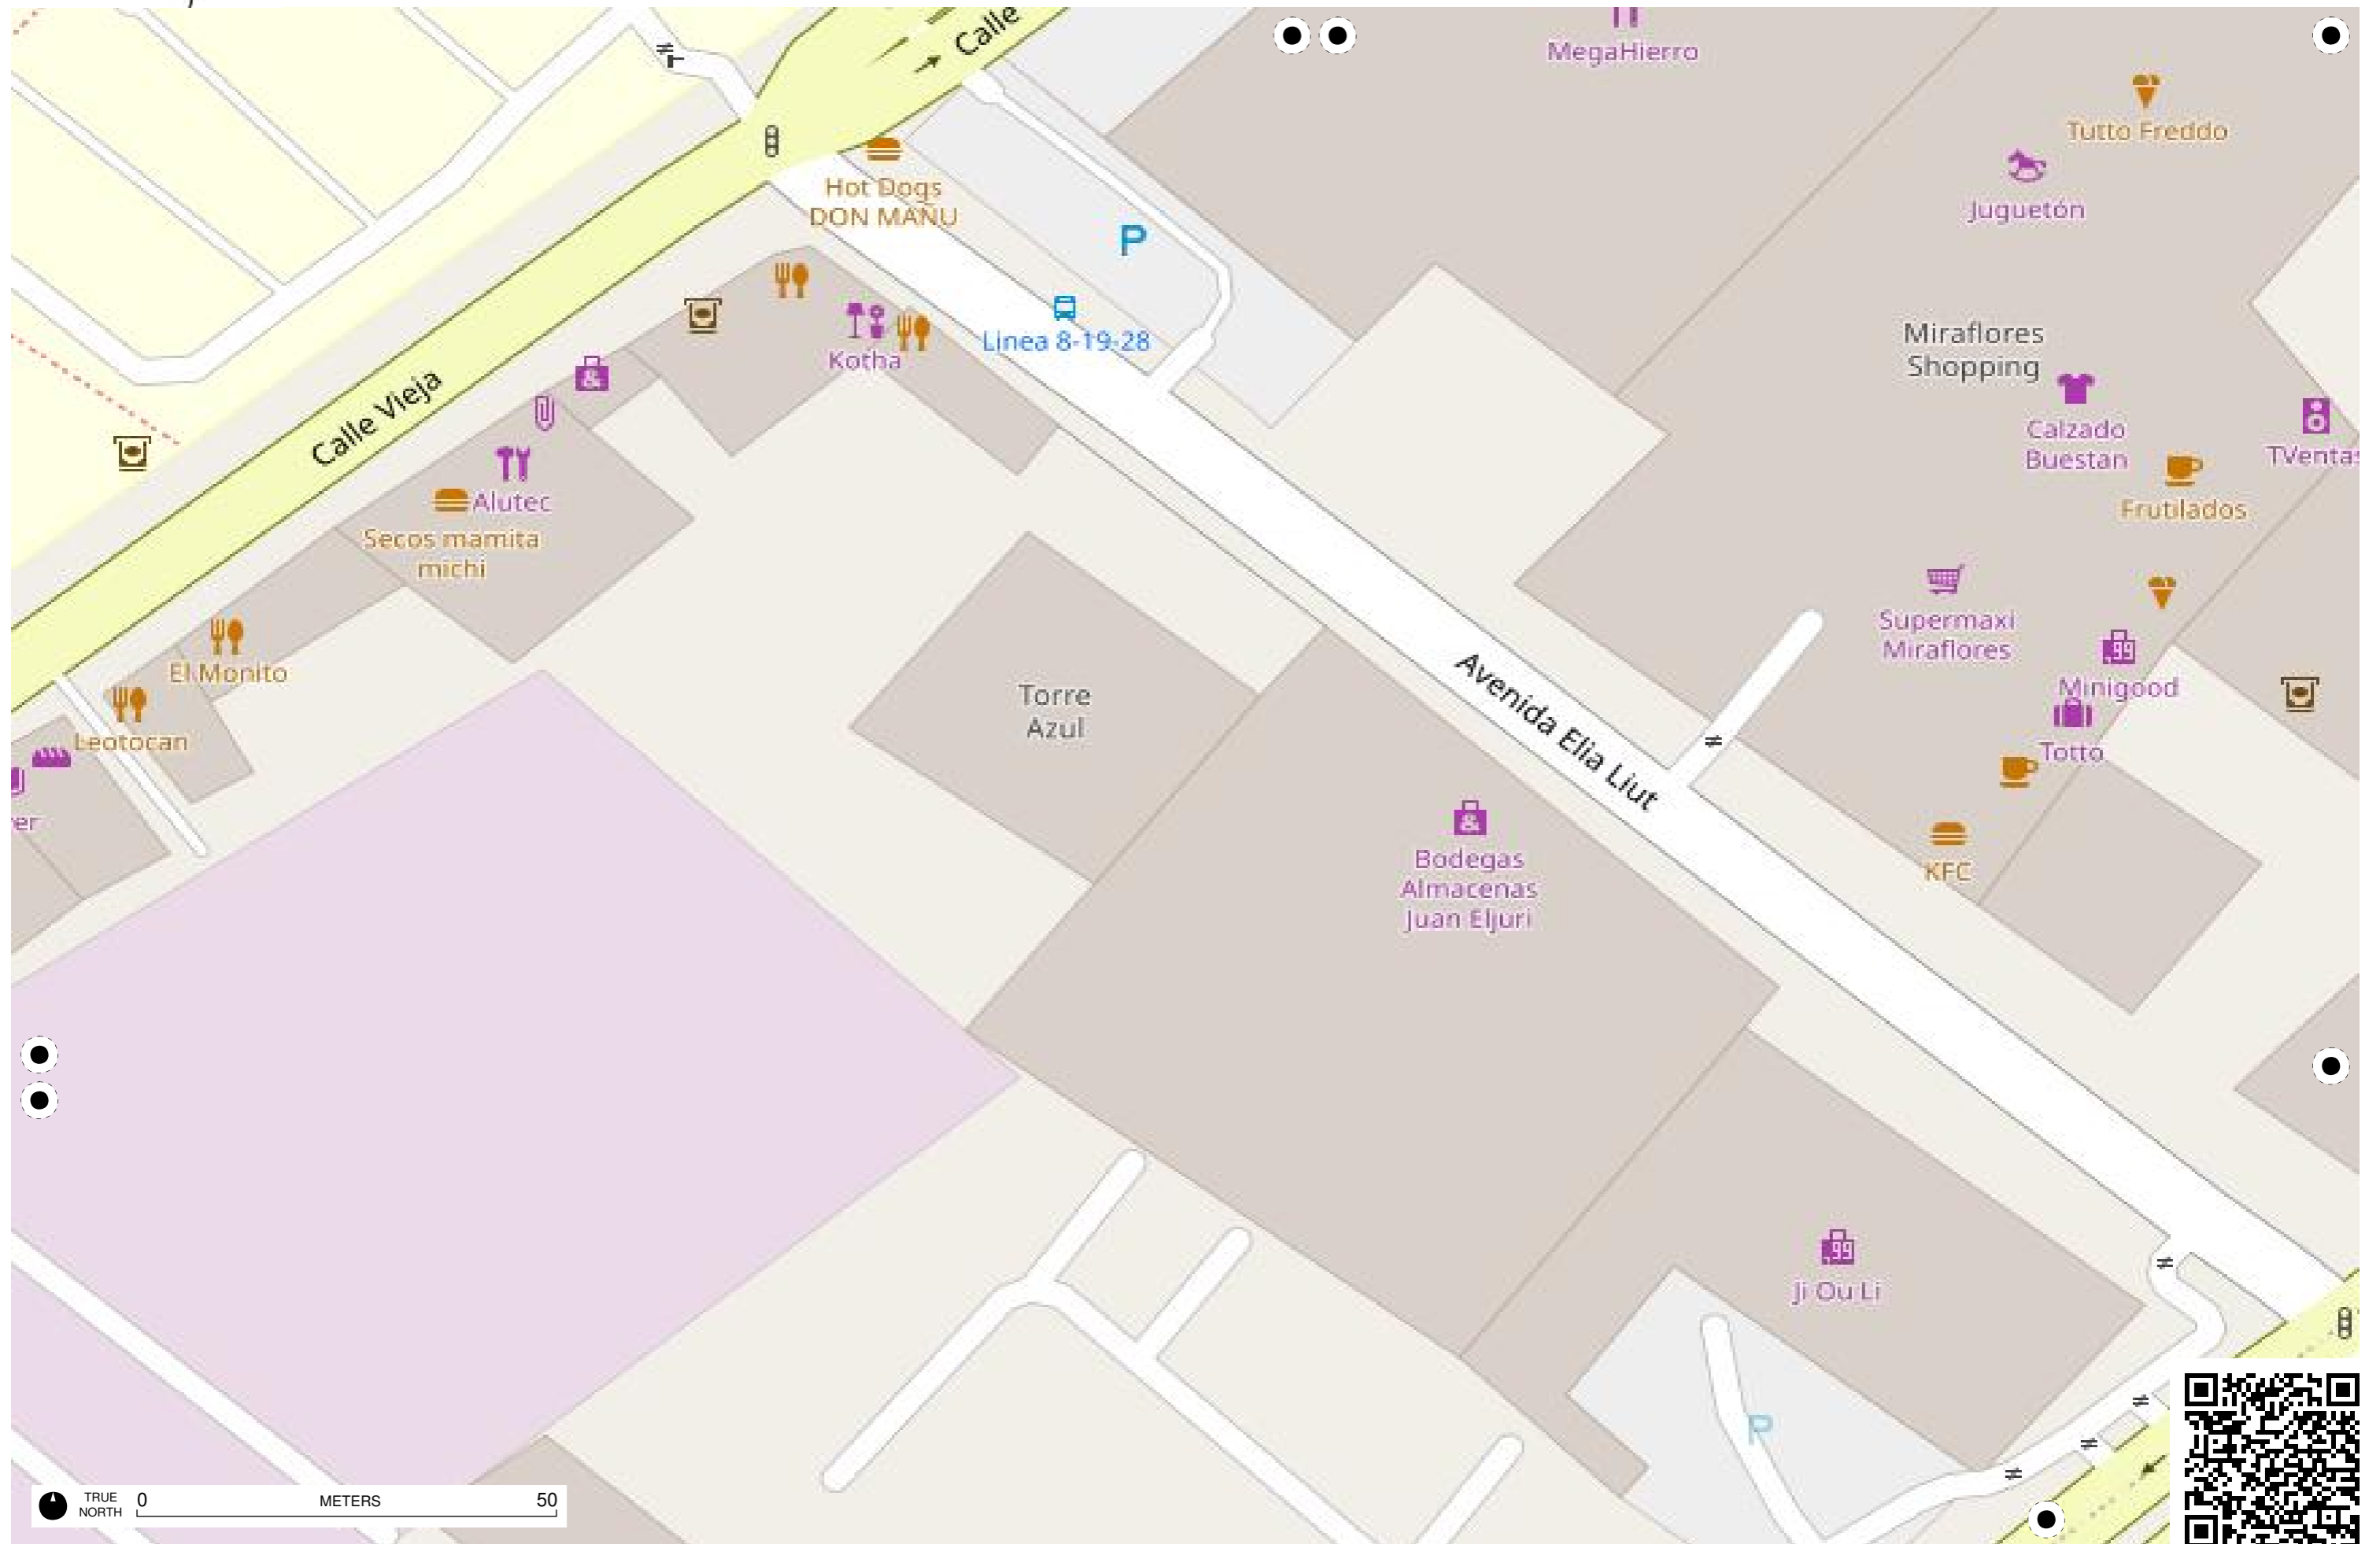 Calle
MegaHierro
Tutto Freddo
Juguetón
Hot Dogs
DON MAÑU
P
Linea 8-19-28
Kotha
Miraflores
Shopping
Calle Vieja
Calzado
Buestan
TVentas
Frutilados
Alutec
Secos mamita
michi
Supermaxi
Miraflores
El Monito
Minigood
Leotocan
Torre
Azul
Avenida Elia Liut
Totto
er
Bodegas
Almacenas
Juan Eljuri
KFC
Ji Ou Li
P
TRUE
NORTH
0 METERS 50